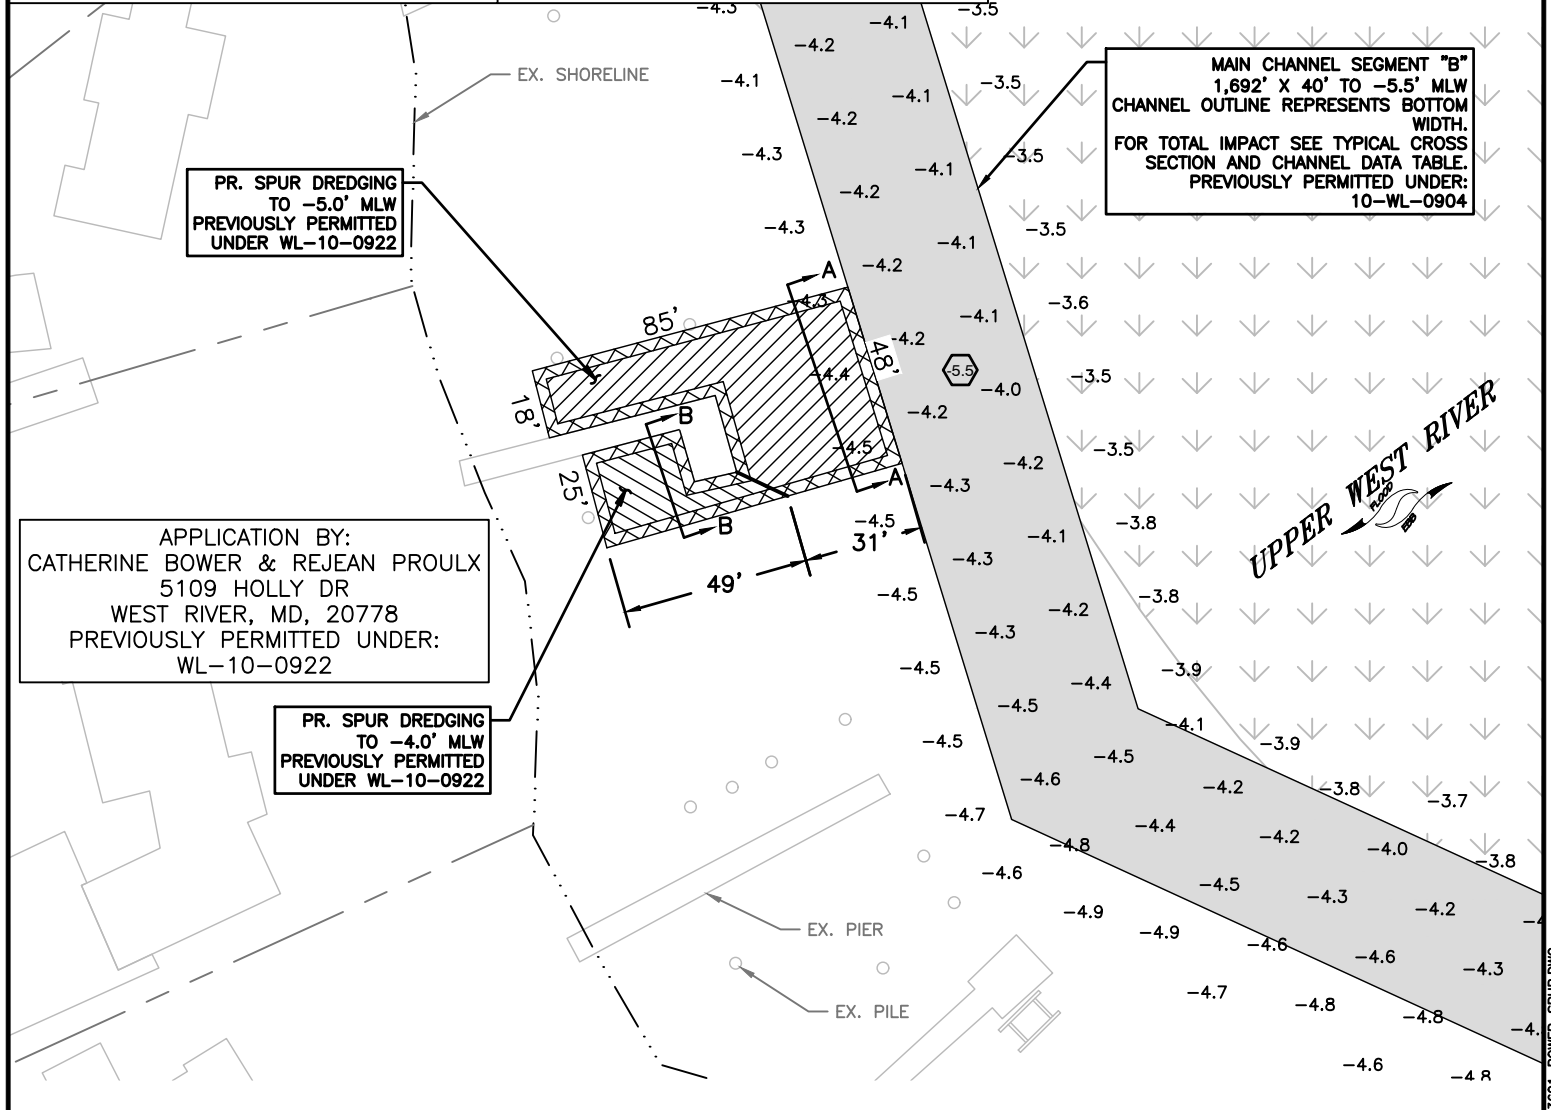 EX. SHORELINE
MAIN CHANNEL SEGMENT "B"
1,692' X 40' TO -5.5' MLW
CHANNEL OUTLINE REPRESENTS BOTTOM
WIDTH.
FOR TOTAL IMPACT SEE TYPICAL CROSS
SECTION AND CHANNEL DATA TABLE.
PREVIOUSLY PERMITTED UNDER:
10-WL-0904
PR. SPUR DREDGING
TO -5.0' MLW
PREVIOUSLY PERMITTED
UNDER WL-10-0922
APPLICATION BY:
CATHERINE BOWER & REJEAN PROULX
5109 HOLLY DR
WEST RIVER, MD, 20778
PREVIOUSLY PERMITTED UNDER:
WL-10-0922
PR. SPUR DREDGING
TO -4.0' MLW
PREVIOUSLY PERMITTED
UNDER WL-10-0922
85'
48'
18'
25'
49'
31'
A
A
B
B
-5.5
UPPER WEST RIVER
FLOOD
EBB
EX. PIER
EX. PILE
-4.3
-4.1
-3.5
-4.2
-4.1
-4.1
-3.5
-4.2
-4.3
-4.1
-3.5
-4.2
-4.3
-4.1
-3.5
-4.2
-4.3
-4.1
-3.6
-4.2
-4.4
-4.0
-3.5
-4.2
-4.5
-4.2
-3.5
-4.3
-4.5
-4.1
-3.8
-4.3
-4.5
-4.2
-3.8
-4.3
-4.5
-4.4
-3.9
-4.5
-4.5
-4.5
-4.1
-3.9
-4.6
-4.2
-3.8
-3.7
-4.7
-4.8
-4.4
-4.2
-4.0
-3.8
-4.6
-4.5
-4.3
-4.2
-4.9
-4.9
-4.6
-4.6
-4.3
-4.7
-4.8
-4.8
-4.6
-4.8